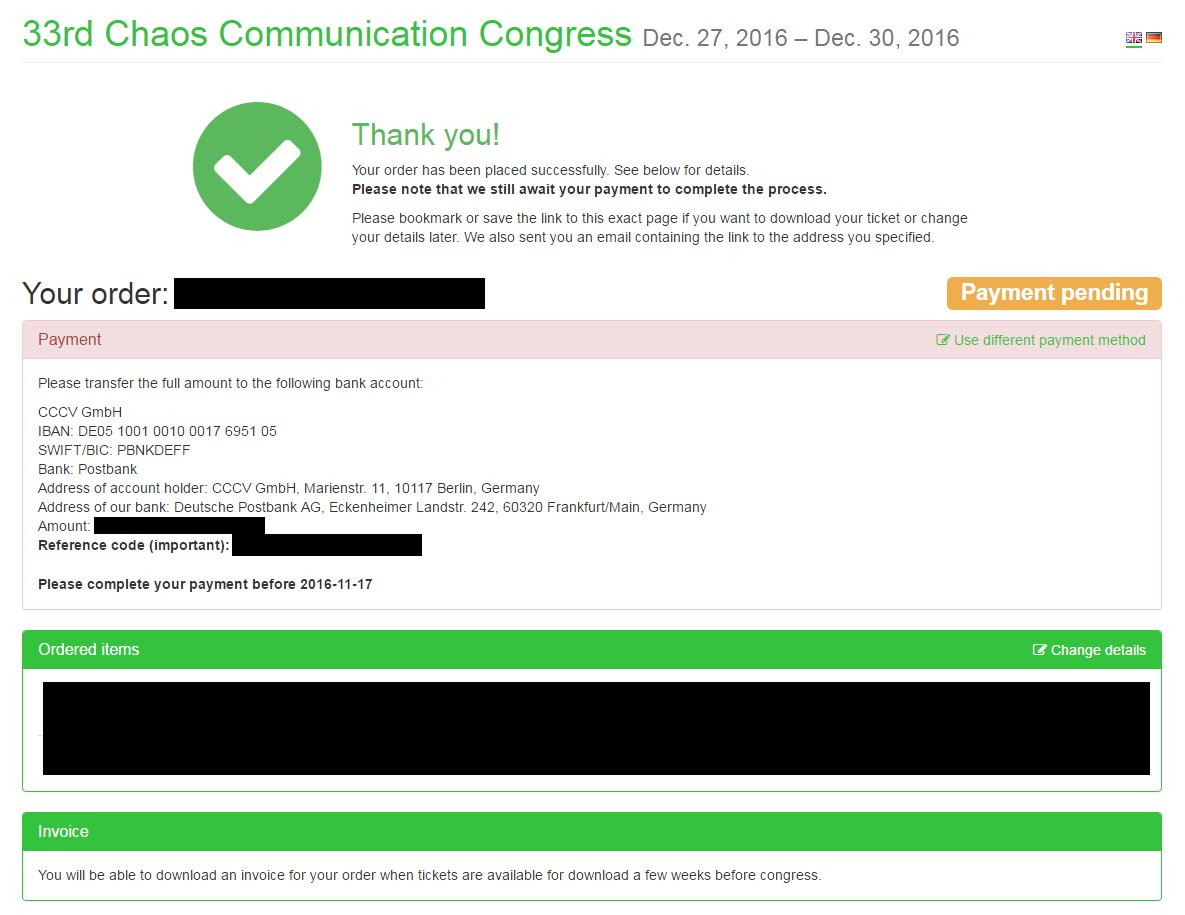 33rd Chaos Communication Congress Dec. 27, 2016 – Dec. 30, 2016
Thank you!
Your order has been placed successfully. See below for details.
Please note that we still await your payment to complete the process.
Please bookmark or save the link to this exact page if you want to download your ticket or change
your details later. We also sent you an email containing the link to the address you specified.
Your order:
Payment pending
Payment
Use different payment method
Please transfer the full amount to the following bank account:
CCCV GmbH
IBAN: DE05 1001 0010 0017 6951 05
SWIFT/BIC: PBNKDEFF
Bank: Postbank
Address of account holder: CCCV GmbH, Marienstr. 11, 10117 Berlin, Germany
Address of our bank: Deutsche Postbank AG, Eckenheimer Landstr. 242, 60320 Frankfurt/Main, Germany
Amount:
Reference code (important):
Please complete your payment before 2016-11-17
Ordered items
Change details
Invoice
You will be able to download an invoice for your order when tickets are available for download a few weeks before congress.